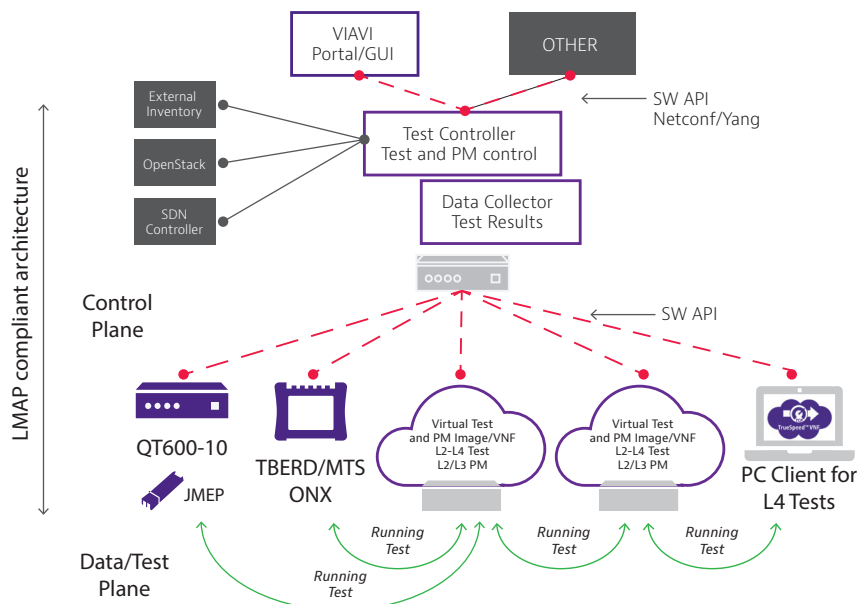 VIAVI
Portal/GUI
OTHER
External
Inventory
OpenStack
SDN
Controller
Test Controller
Test and PM control
SW API
Netconf/Yang
Data Collector
Test Results
LMAP compliant architecture
Control
Plane
SW API
QT600-10
JMEP
TBERD/MTS
ONX
Virtual Test
and PM Image/VNF
L2-L4 Test
L2/L3 PM
Virtual Test
and PM Image/VNF
L2-L4 Test
L2/L3 PM
TrueSpeed™ VNF
PC Client for
L4 Tests
Data/Test
Plane
Running
Test
Running
Test
Running
Test
Running
Test